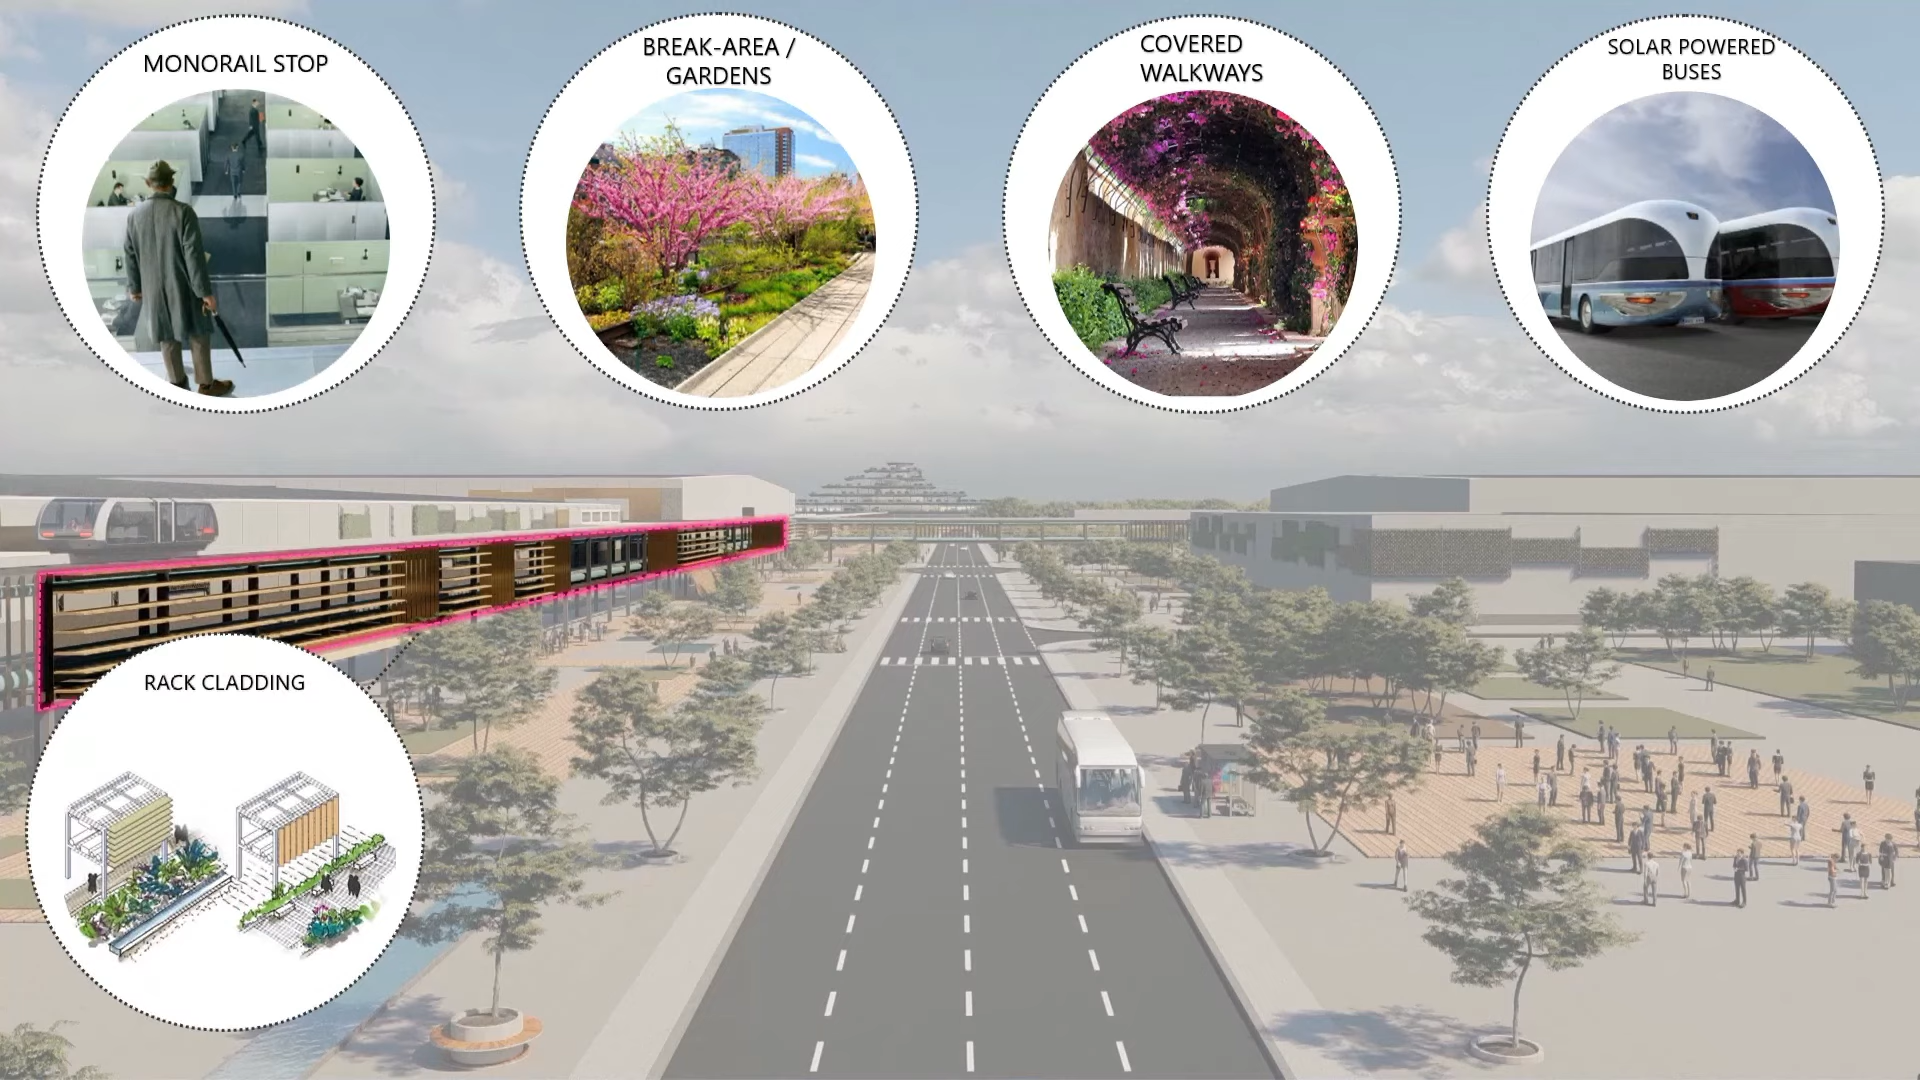 MONORAIL STOP
BREAK-AREA /
GARDENS
COVERED
WALKWAYS
SOLAR POWERED
BUSES
RACK CLADDING